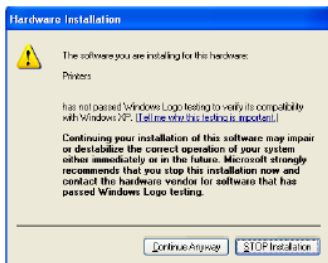 Hardware Installation
The software you are installing for this hardware:
Printers
has not passed Windows Logo testing to verify its compatibility
with Windows XP. (Tell me why this testing is important.)
Continuing your installation of this software may impair
or destabilize the correct operation of your system
either immediately or in the future. Microsoft strongly
recommends that you stop this installation now and
contact the hardware vendor for software that has
passed Windows Logo testing.
Continue Anyway
STOP Installation